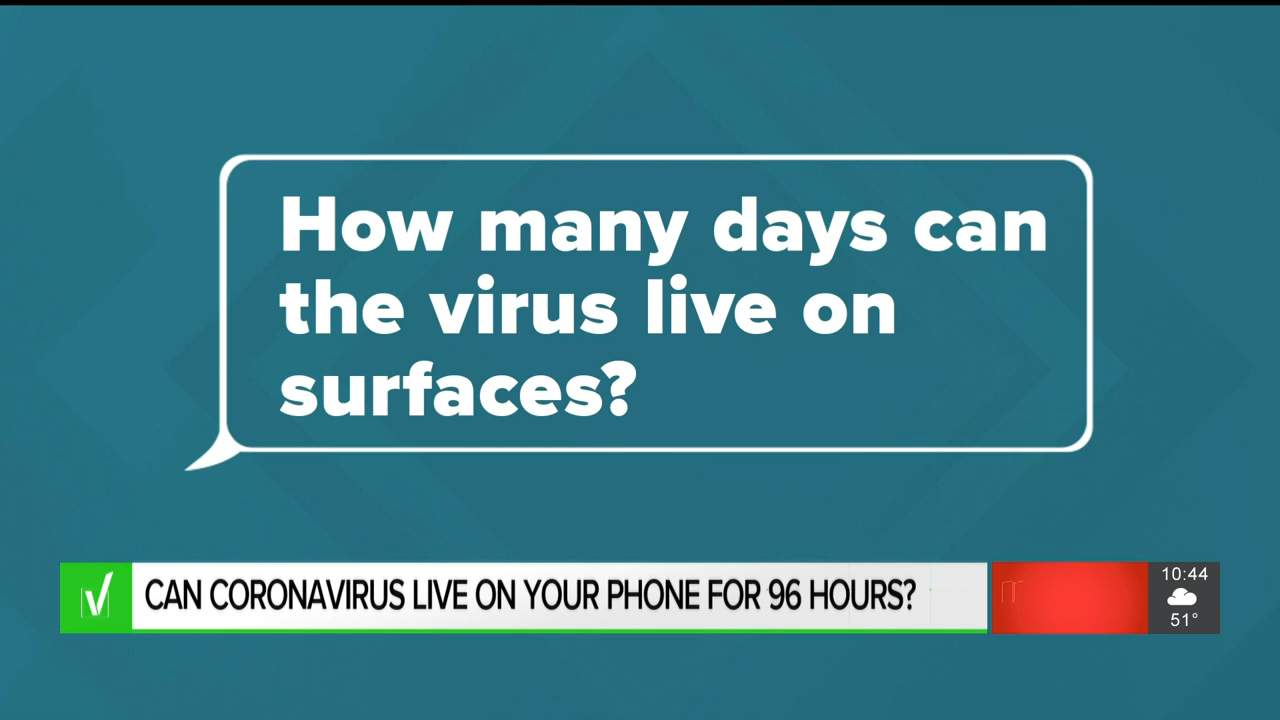 How many days can
the virus live on
surfaces?
CAN CORONAVIRUS LIVE ON YOUR PHONE FOR 96 HOURS?
10:44
51°